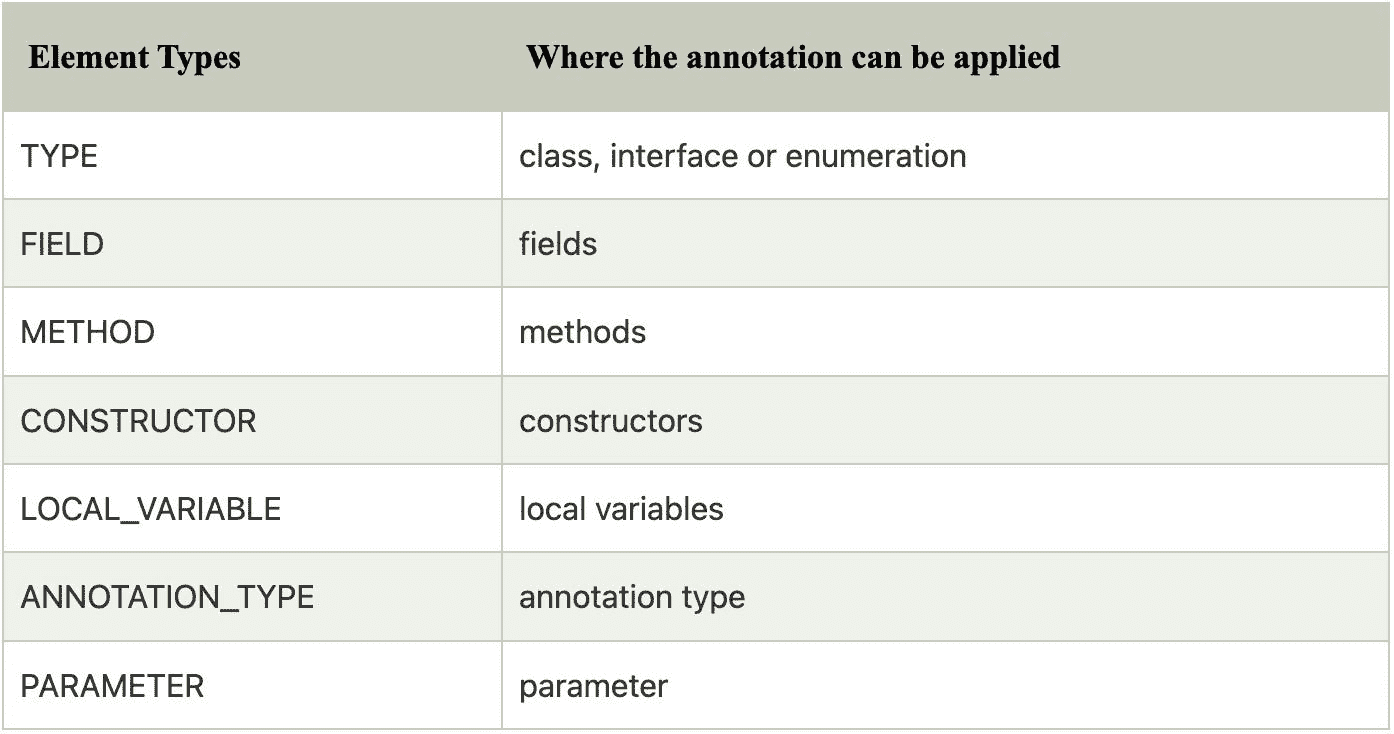 Element Types Where the annotation can be applied
TYPE class, interface or enumeration
FIELD fields
METHOD methods
CONSTRUCTOR constructors
LOCAL_VARIABLE local variables
ANNOTATION_TYPE annotation type
PARAMETER parameter